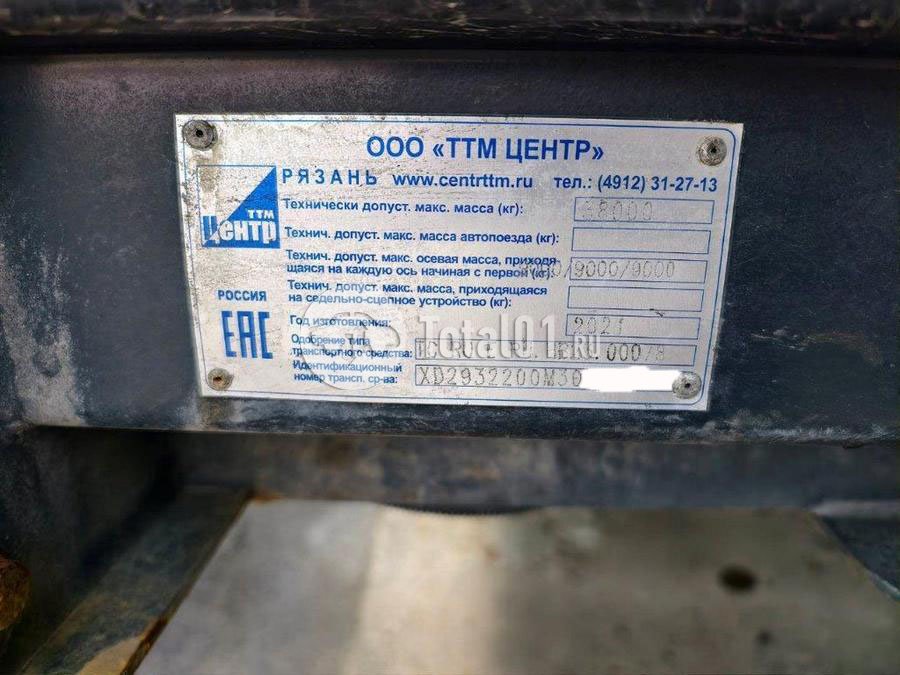 ООО «ТТМ ЦЕНТР»
РЯЗАНЬ www.centrttm.ru тел.: (4912) 31-27-13
ТТМ
Центр
Технически допуст. макс. масса (кг):
Технич. допуст. макс. масса автопоезда (кг):
Технич. допуст. макс. осевая масса, приходя-
щаяся на каждую ось начиная с первой (кг): /9000/9000
Технич. допуст. макс. масса, приходящаяся
на седельно-сцепное устройство (кг):
РОССИЯ
EAC
Год изготовления: 2021
Одобрение типа
транспортного средства:
Идентификационный
номер трансп. ср-ва: XD2932200M3
Total01.RU